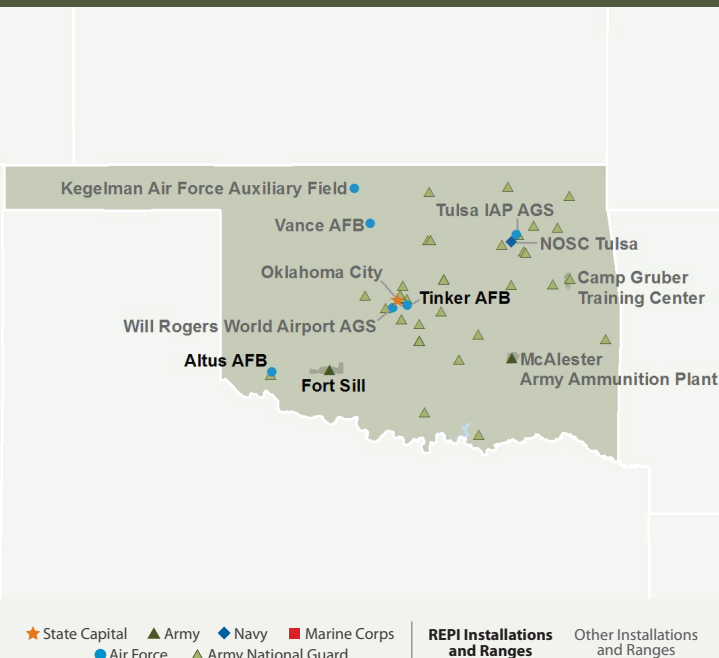 Kegelman Air Force Auxiliary Field
Tulsa IAP AGS
Vance AFB
NOSC Tulsa
Oklahoma City
Camp Gruber
Training Center
Tinker AFB
Will Rogers World Airport AGS
Altus AFB
McAlester
Army Ammunition Plant
Fort Sill
State Capital
Army
Navy
Marine Corps
Air Force
Army National Guard
REPI Installations
and Ranges
Other Installations
and Ranges